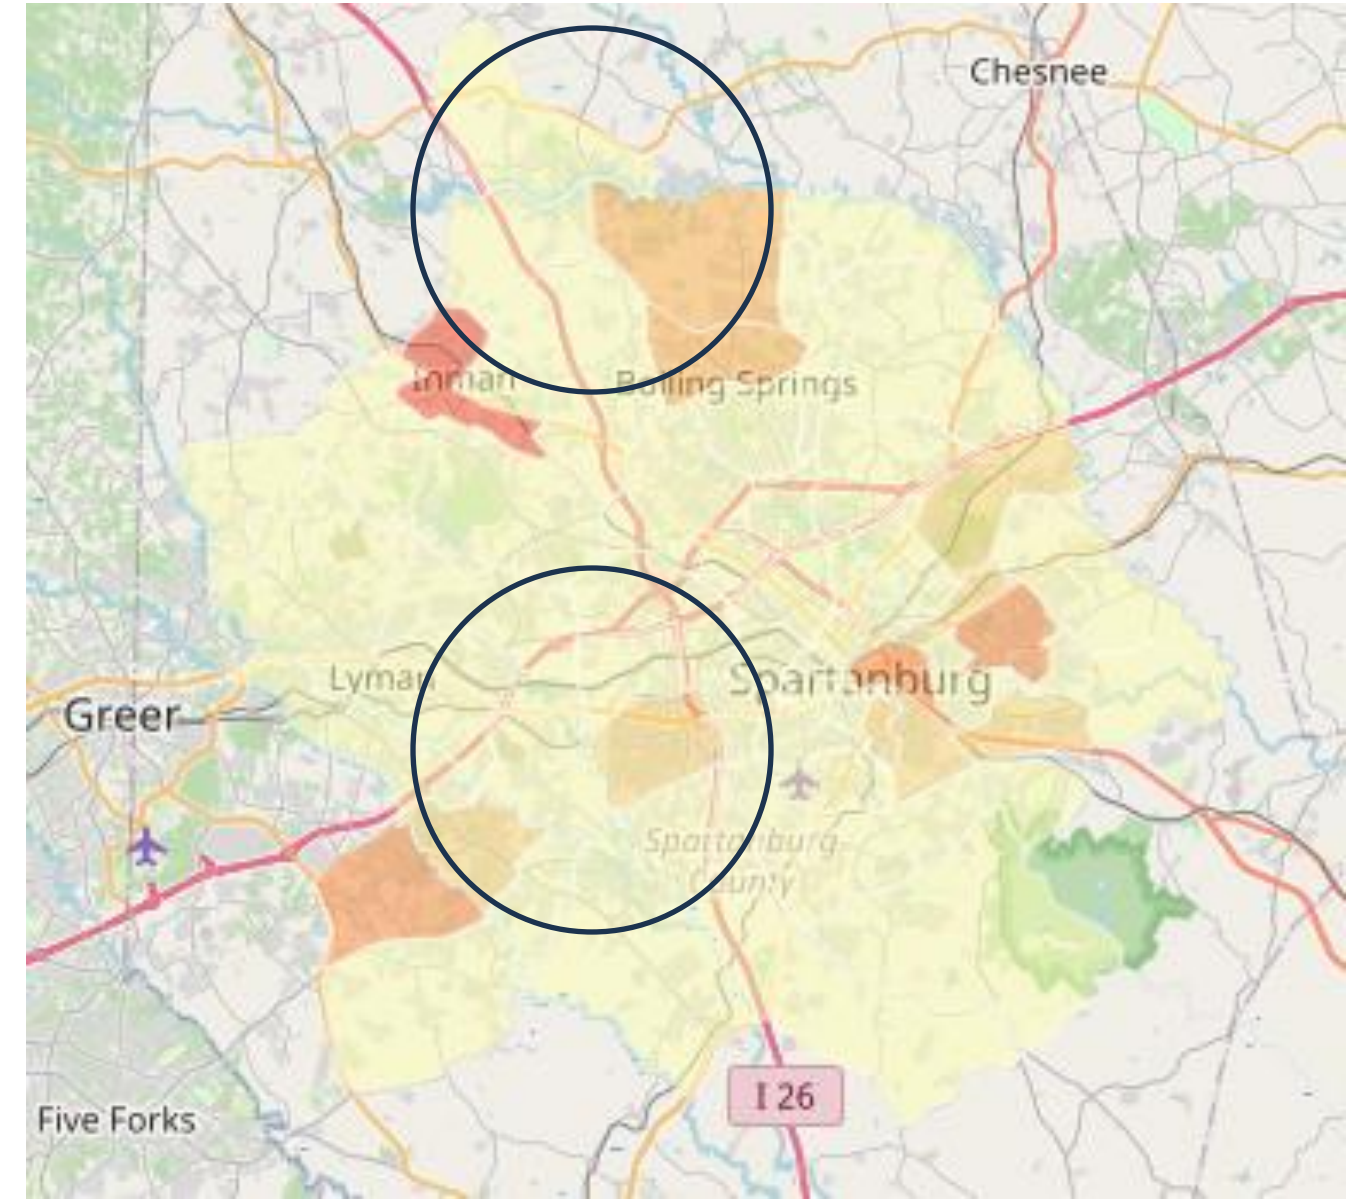 Chesnee
Inman
Boiling Springs
Lyman
Spartanburg
Greer
Spartanburg
County
I 26
Five Forks